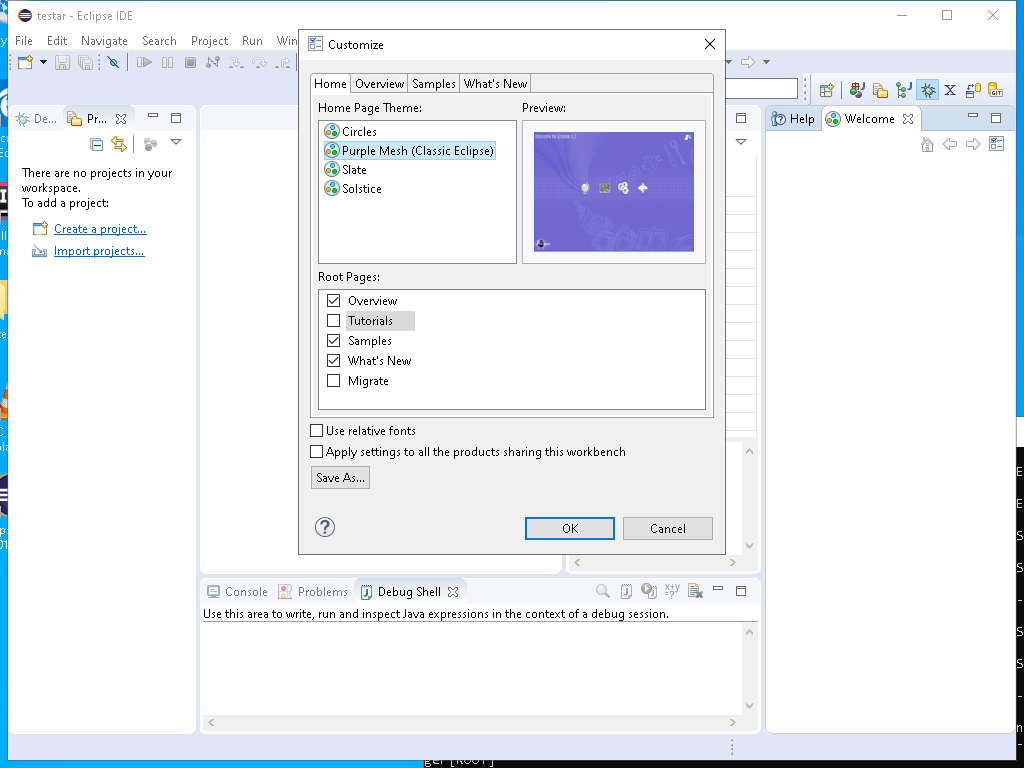 testar - Eclipse IDE
File Edit Navigate Search Project Run Win
Customize
Home Overview Samples What's New
Home Page Theme: Preview:
Circles
Purple Mesh (Classic Eclipse)
Slate
Solstice
Root Pages:
Overview
Tutorials
Samples
What's New
Migrate
Use relative fonts
Apply settings to all the products sharing this workbench
Save As...
OK Cancel
De... Pr...
There are no projects in your
workspace.
To add a project:
Create a project...
Import projects...
Help Welcome
Console Problems Debug Shell
Use this area to write, run and inspect Java expressions in the context of a debug session.